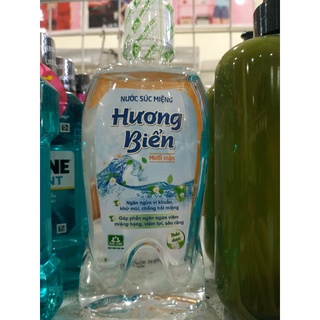 NƯỚC SÚC MIỆNG
Hương
Biển
Muối mặn
Ngăn ngừa vi khuẩn,
khử mùi, chống hôi miệng
Góp phần ngăn ngừa viêm
miệng họng, viêm lợi, sâu răng
NE